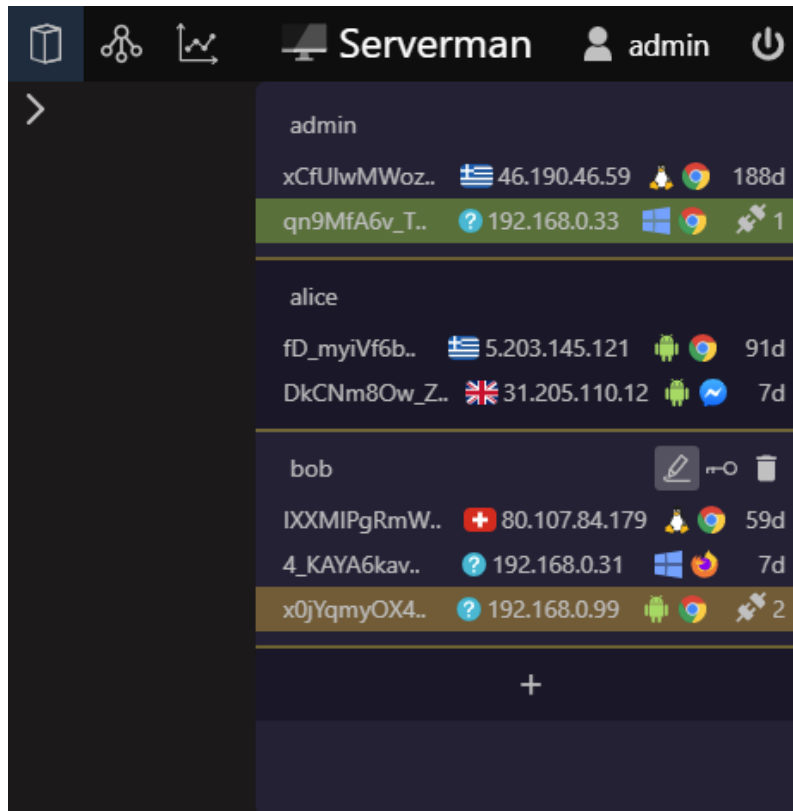 Serverman admin
admin
xCfUIwMWoz.. 46.190.46.59 188d
qn9MfA6v_T.. ? 192.168.0.33 1
alice
fD_myiVf6b.. 5.203.145.121 91d
DkCNm8Ow_Z.. 31.205.110.12 7d
bob
IXXMIPgRmW.. 80.107.84.179 59d
4_KAYA6kav.. ? 192.168.0.31 7d
x0jYqmyOX4.. ? 192.168.0.99 2
+